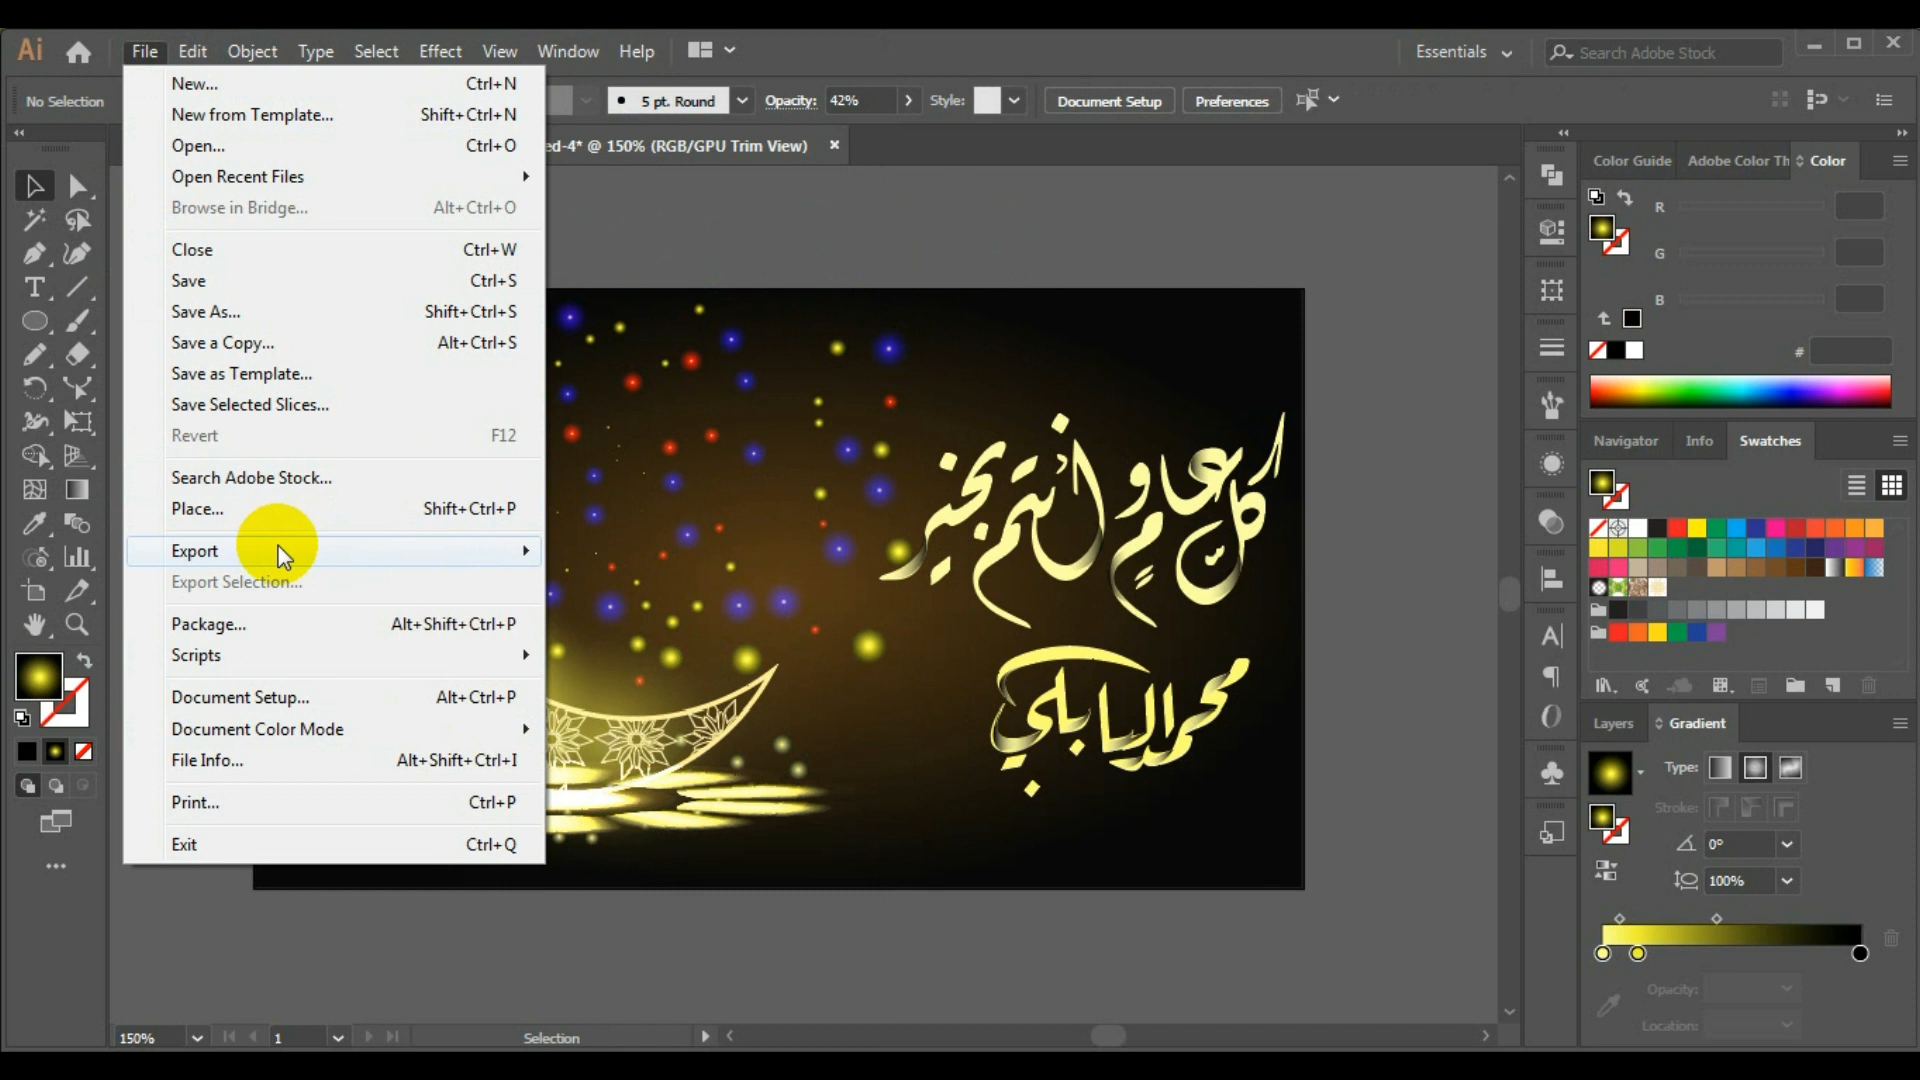 Ai File Edit Object Type Select Effect View Window Help Essentials Search Adobe Stock
No Selection 5 pt. Round Opacity: 42% Style: Document Setup Preferences
ed-4* @ 150% (RGB/GPU Trim View)
New... Ctrl+N
New from Template... Shift+Ctrl+N
Open... Ctrl+O
Open Recent Files
Browse in Bridge... Alt+Ctrl+O
Close Ctrl+W
Save Ctrl+S
Save As... Shift+Ctrl+S
Save a Copy... Alt+Ctrl+S
Save as Template...
Save Selected Slices...
Revert F12
Search Adobe Stock...
Place... Shift+Ctrl+P
Export
Export Selection...
Package... Alt+Shift+Ctrl+P
Scripts
Document Setup... Alt+Ctrl+P
Document Color Mode
File Info... Alt+Shift+Ctrl+I
Print... Ctrl+P
Exit Ctrl+Q
كل عامٍ و أنتم بخير
محمد البابلي
Color Guide Adobe Color Th Color
R
G
B
#
Navigator Info Swatches
Layers Gradient
Type:
Stroke:
0°
100%
Opacity:
Location:
150% 1 Selection